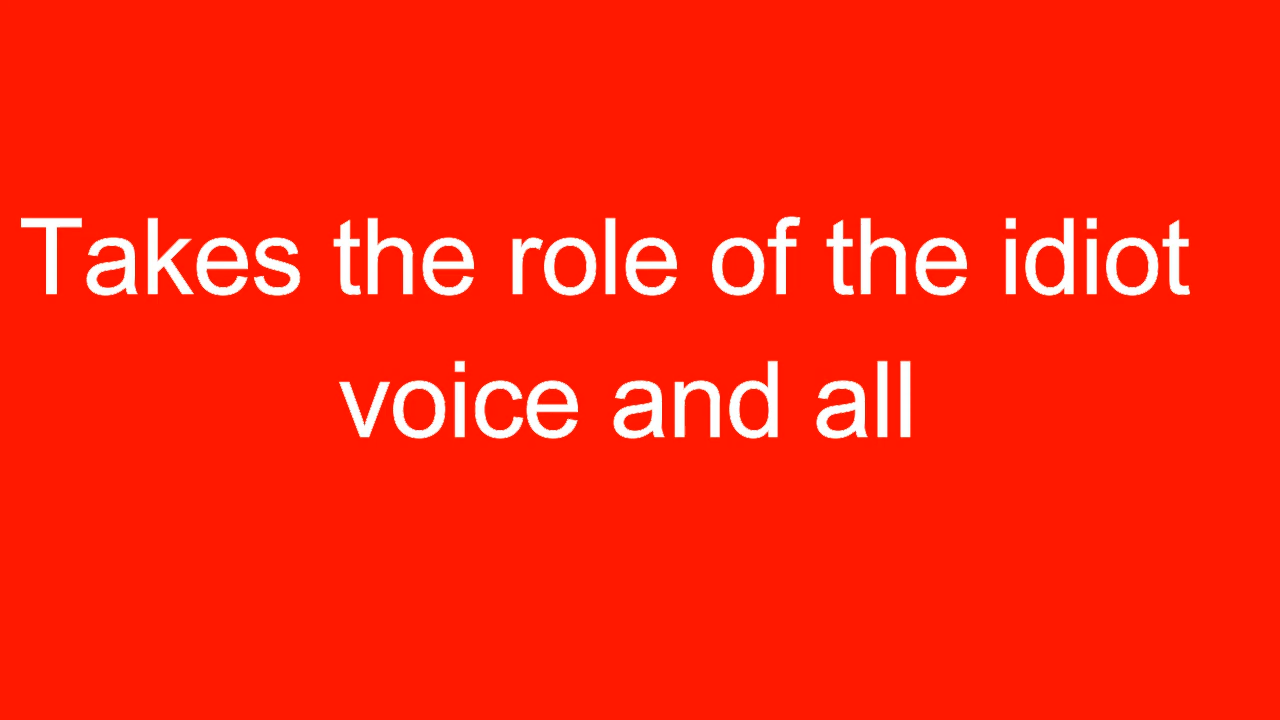 Takes the role of the idiot
voice and all